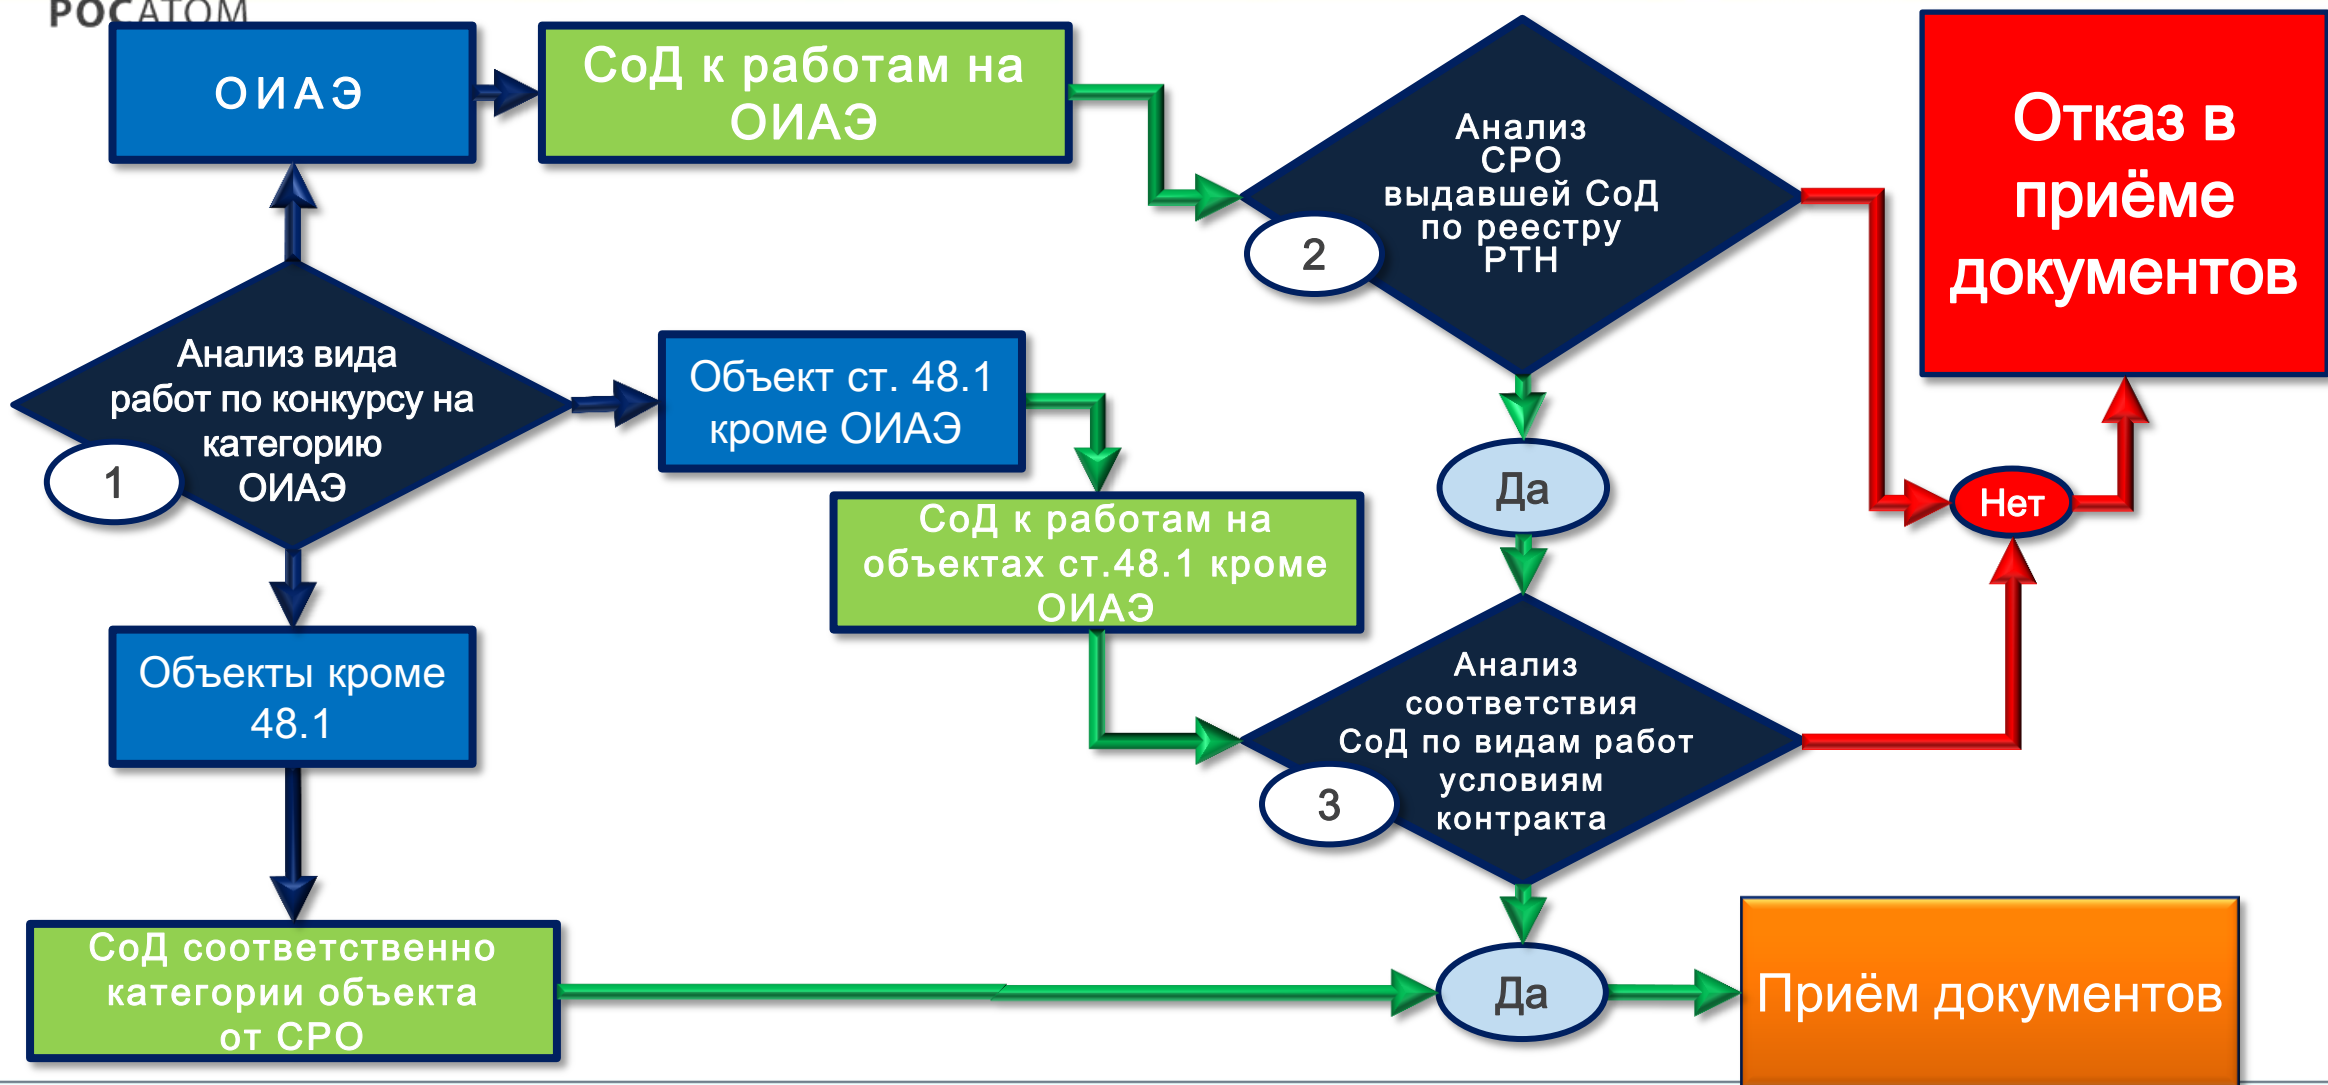 РОСАТОМ
ОИАЭ
СоД к работам на
ОИАЭ
Анализ
СРО
выдавшей СоД
по реестру
РТН
2
Отказ в
приёме
документов
Анализ вида
работ по конкурсу на
категорию
ОИАЭ
1
Объект ст. 48.1
кроме ОИАЭ
Да
Нет
СоД к работам на
объектах ст.48.1 кроме
ОИАЭ
Объекты кроме
48.1
Анализ
соответствия
СоД по видам работ
условиям
контракта
3
СоД соответственно
категории объекта
от СРО
Да
Приём документов